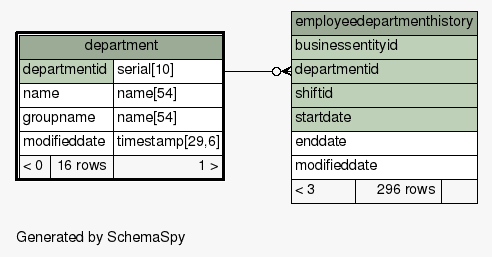 department
departmentid serial[10]
name name[54]
groupname name[54]
modifieddate timestamp[29,6]
< 0 16 rows 1 >
employeedepartmenthistory
businessentityid
departmentid
shiftid
startdate
enddate
modifieddate
< 3 296 rows
Generated by SchemaSpy